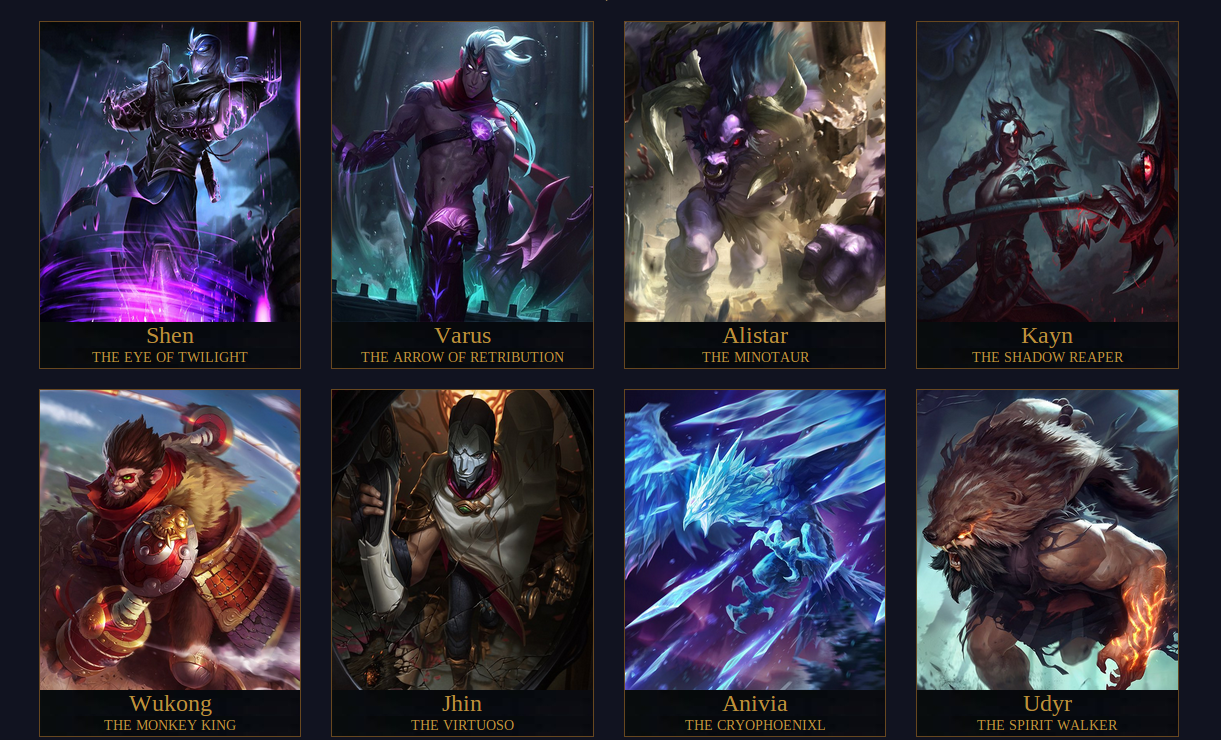 Shen
THE EYE OF TWILIGHT
Varus
THE ARROW OF RETRIBUTION
Alistar
THE MINOTAUR
Kayn
THE SHADOW REAPER
Wukong
THE MONKEY KING
Jhin
THE VIRTUOSO
Anivia
THE CRYOPHOENIXL
Udyr
THE SPIRIT WALKER